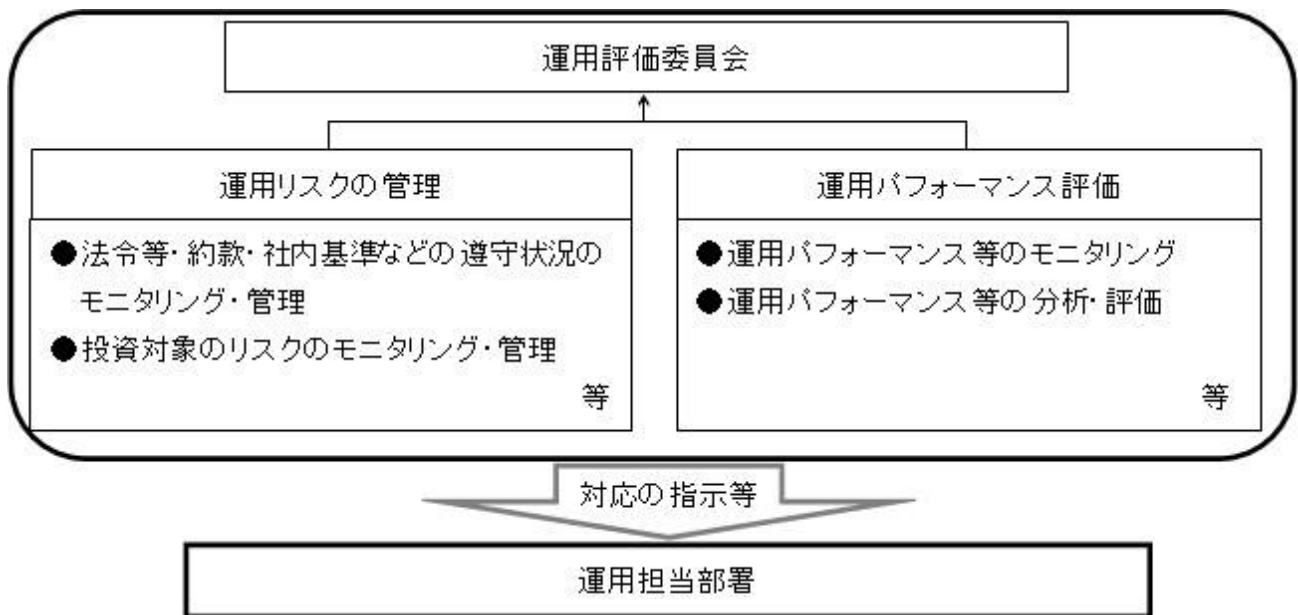 運用評価委員会
運用リスクの管理
●法令等・約款・社内基準などの遵守状況の
モニタリング・管理
●投資対象のリスクのモニタリング・管理
等
運用パフォーマンス評価
●運用パフォーマンス等のモニタリング
●運用パフォーマンス等の分析・評価
等
対応の指示等
運用担当部署